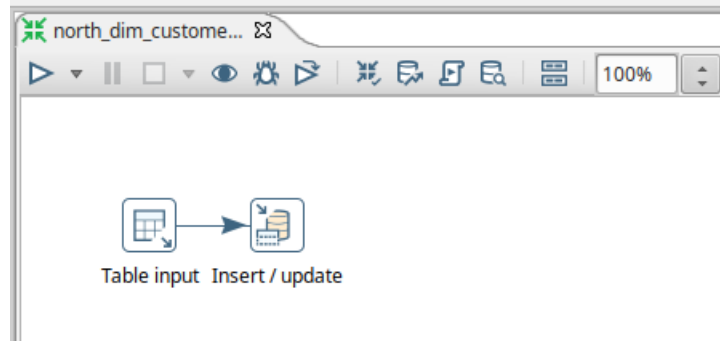 north_dim_custome...
100%
Table input
Insert / update